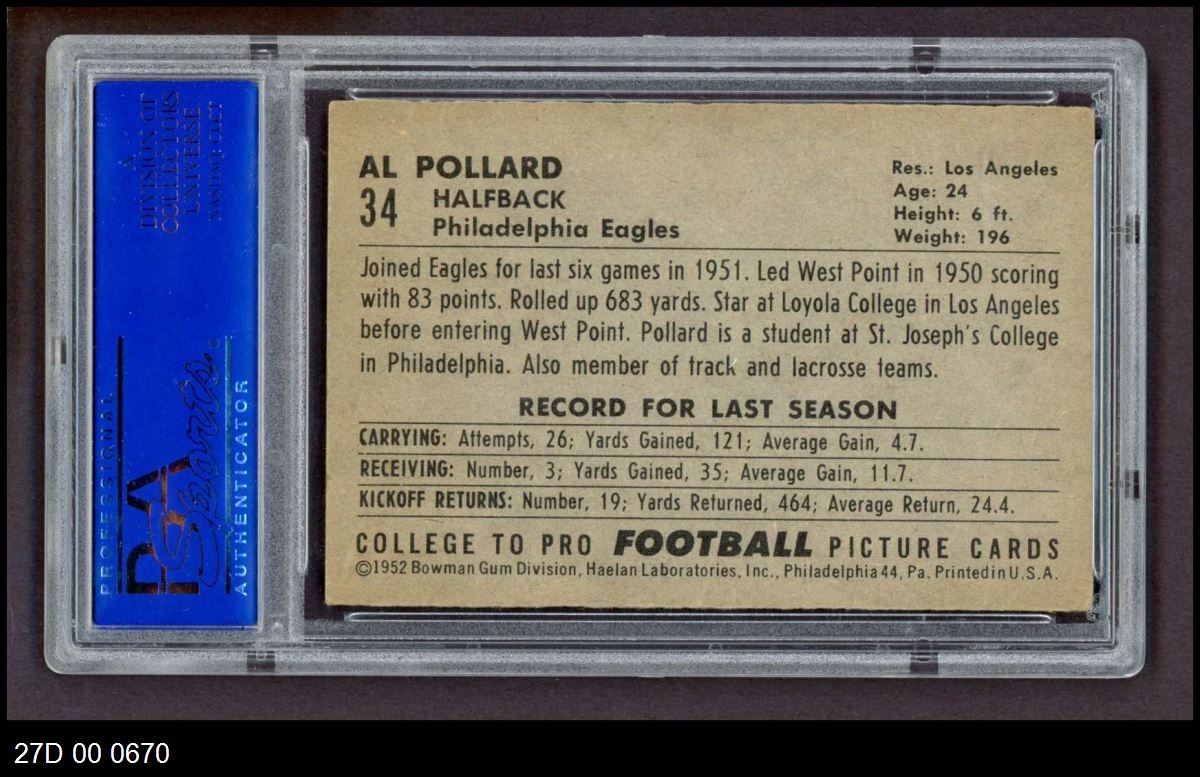 A
DIVISION OF
COLLECTORS
UNIVERSE
NASDAQ: CLCT
PROFESSIONAL
PSA
AUTHENTICATOR
AL POLLARD
34 HALFBACK
Philadelphia Eagles
Res.: Los Angeles
Age: 24
Height: 6 ft.
Weight: 196
Joined Eagles for last six games in 1951. Led West Point in 1950 scoring
with 83 points. Rolled up 683 yards. Star at Loyola College in Los Angeles
before entering West Point. Pollard is a student at St. Joseph's College
in Philadelphia. Also member of track and lacrosse teams.
RECORD FOR LAST SEASON
CARRYING: Attempts, 26; Yards Gained, 121; Average Gain, 4.7.
RECEIVING: Number, 3; Yards Gained, 35; Average Gain, 11.7.
KICKOFF RETURNS: Number, 19; Yards Returned, 464; Average Return, 24.4.
COLLEGE TO PRO FOOTBALL PICTURE CARDS
©1952 Bowman Gum Division, Haelan Laboratories, Inc., Philadelphia 44, Pa. Printed in U.S.A.
27D 00 0670